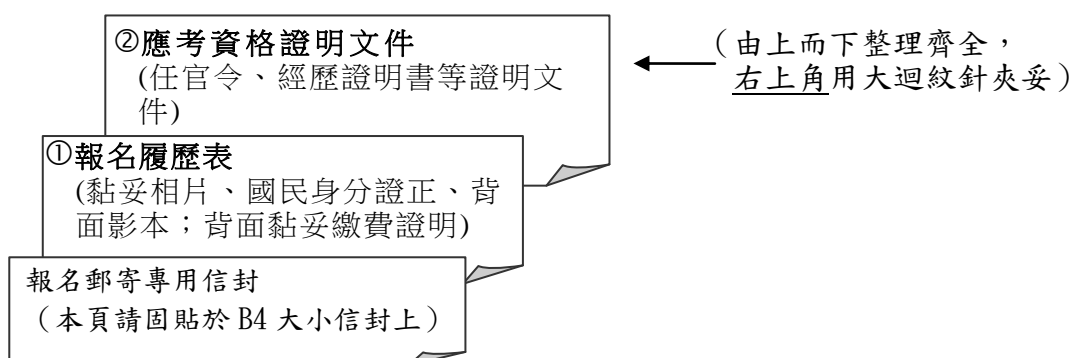 ②應考資格證明文件
(任官令、經歷證明書等證明文
件)
（由上而下整理齊全，
右上角用大迴紋針夾妥）
①報名履歷表
(黏妥相片、國民身分證正、背
面影本；背面黏妥繳費證明)
報名郵寄專用信封
（本頁請固貼於 B4 大小信封上）